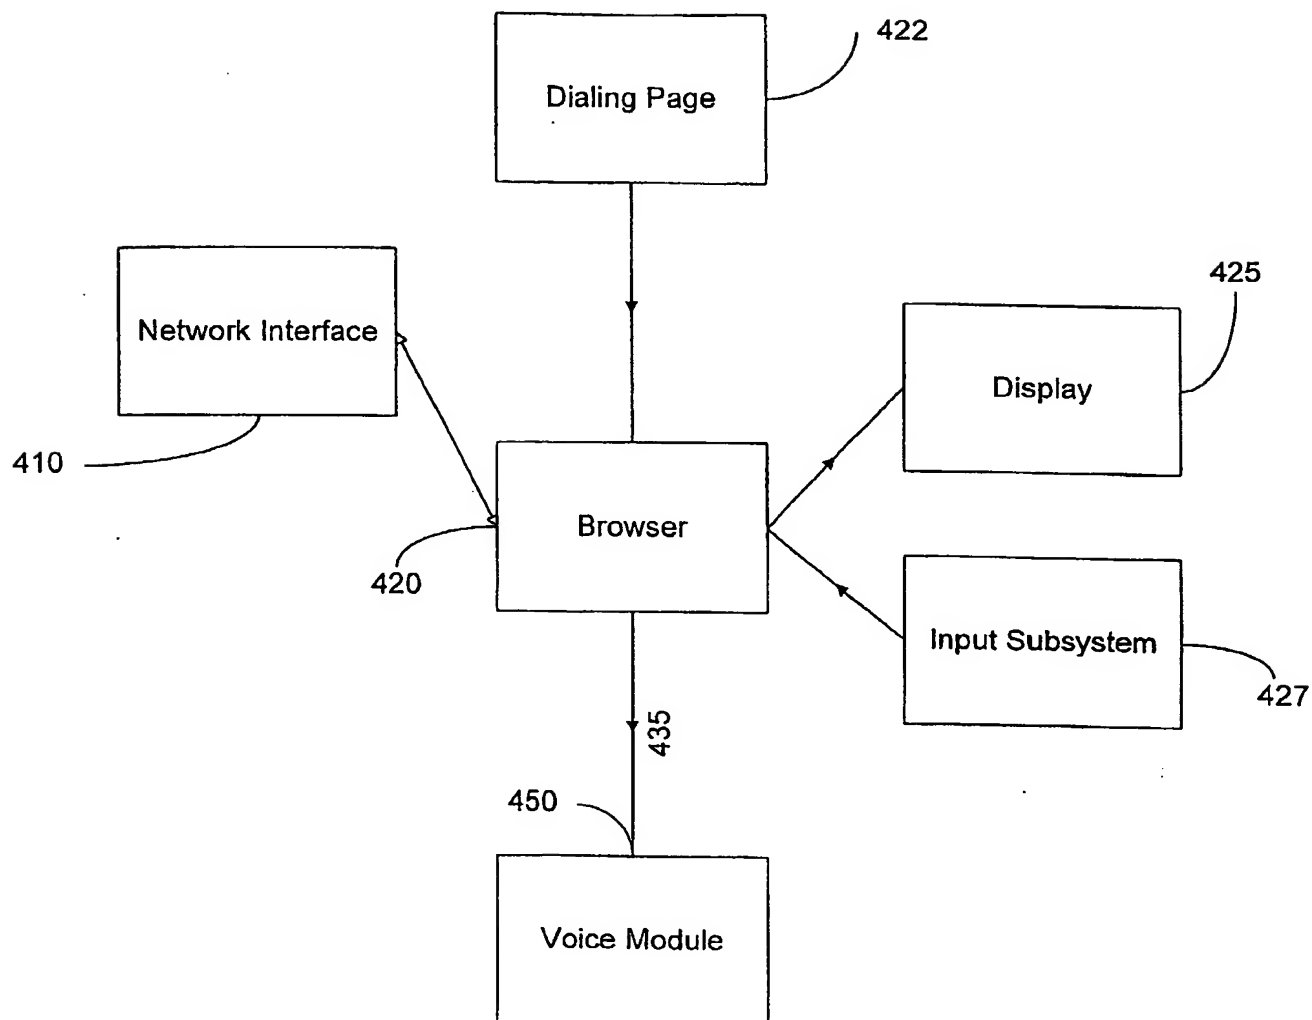 422
Dialing Page
Network Interface
425
Display
410
Browser
420
Input Subsystem
427
435
450
Voice Module